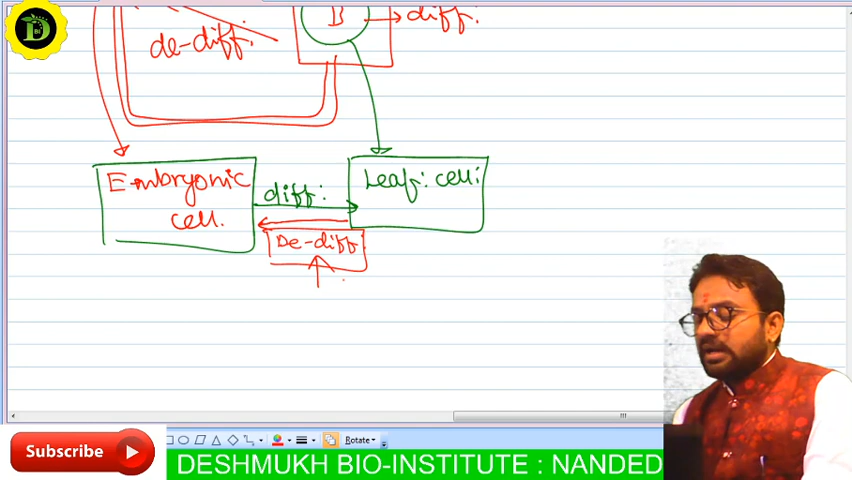 B
diff:
de-diff:
Embryonic
cell.
diff:
Leaf: cell:
De-diff:
Subscribe
Rotate
DESHMUKH BIO-INSTITUTE : NANDED